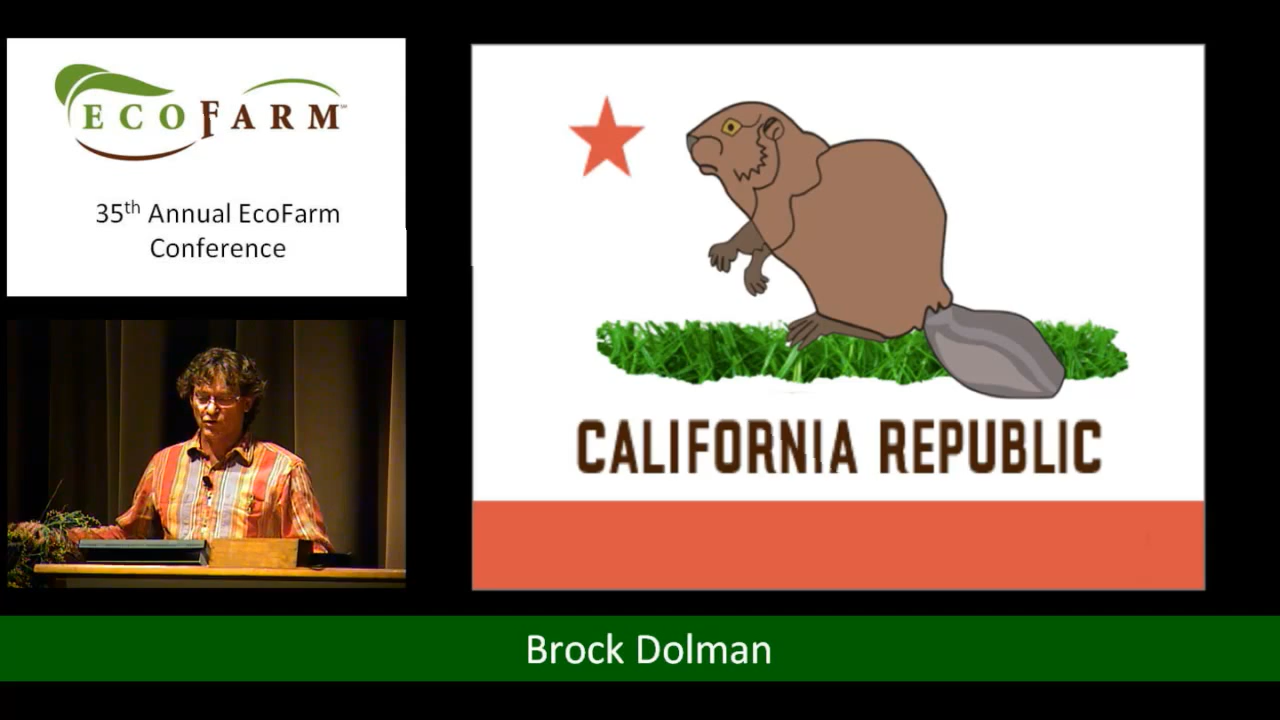 ECOFARM
35th Annual EcoFarm
Conference
CALIFORNIA REPUBLIC
Brock Dolman